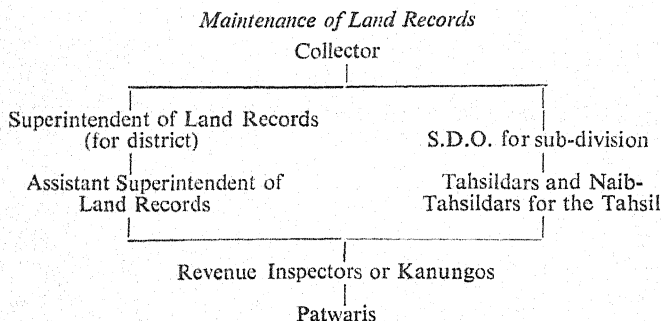 Maintenance of Land Records
Collector
Superintendent of Land Records
(for district)
S.D.O. for sub-division
Assistant Superintendent of
Land Records
Tahsildars and Naib-
Tahsildars for the Tahsil
Revenue Inspectors or Kanungos
Patwaris